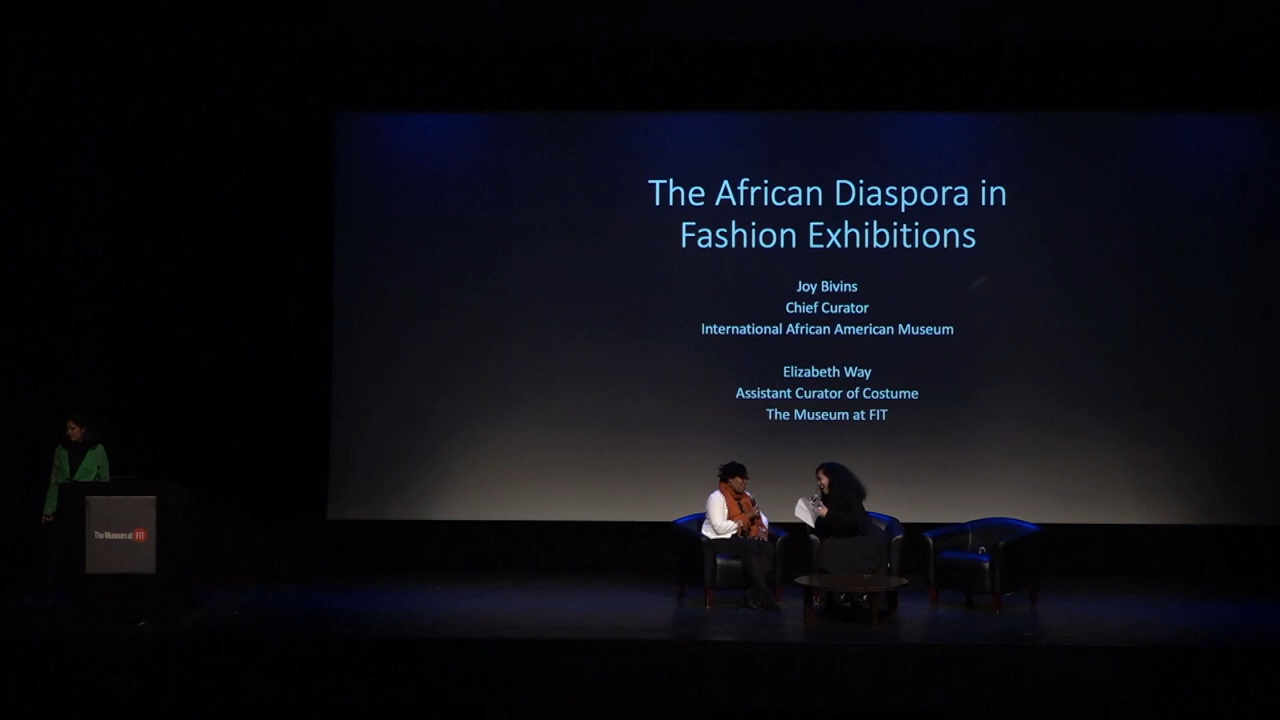 The African Diaspora in
Fashion Exhibitions
Joy Bivins
Chief Curator
International African American Museum
Elizabeth Way
Assistant Curator of Costume
The Museum at FIT
The Museum at FIT